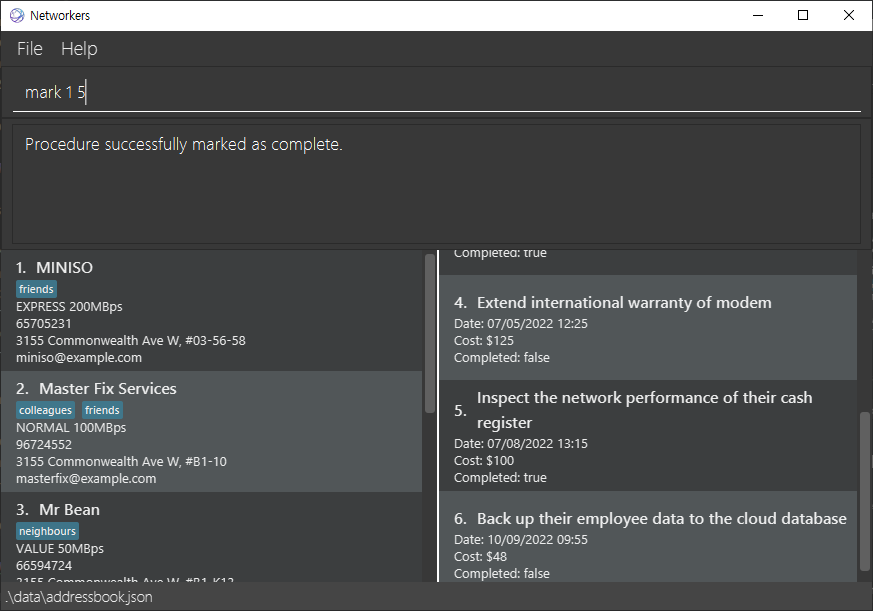 Networkers
File Help
mark 1 5
Procedure successfully marked as complete.
1. MINISO
friends
EXPRESS 200MBps
65705231
3155 Commonwealth Ave W, #03-56-58
miniso@example.com
2. Master Fix Services
colleagues friends
NORMAL 100MBps
96724552
3155 Commonwealth Ave W, #B1-10
masterfix@example.com
3. Mr Bean
neighbours
VALUE 50MBps
66594724
3155 Commonwealth Ave W, #B1-K13
Completed: true
4. Extend international warranty of modem
Date: 07/05/2022 12:25
Cost: $125
Completed: false
5. Inspect the network performance of their cash
register
Date: 07/08/2022 13:15
Cost: $100
Completed: true
6. Back up their employee data to the cloud database
Date: 10/09/2022 09:55
Cost: $48
Completed: false
.\data\addressbook.json